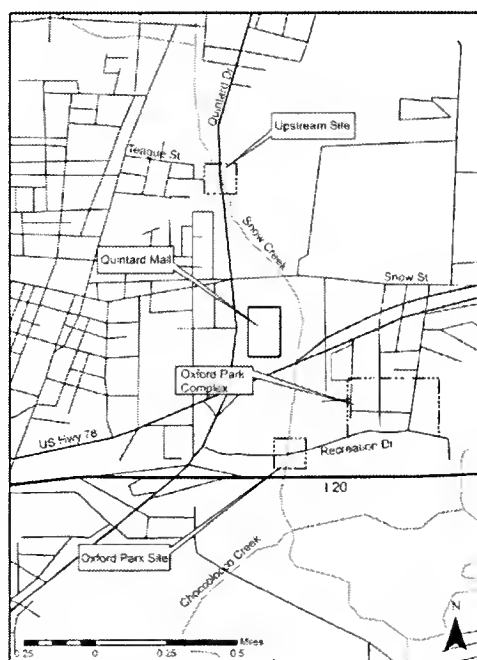 Quintard Dr
Upstream Site
Teague St
Snow Creek
Quintard Mall
Snow St
Oxford Park
Complex
US Hwy 78
Recreation Dr
I 20
Oxford Park Site
Choccolocco Creek
N
Miles
0.25 0 0.25 0.5